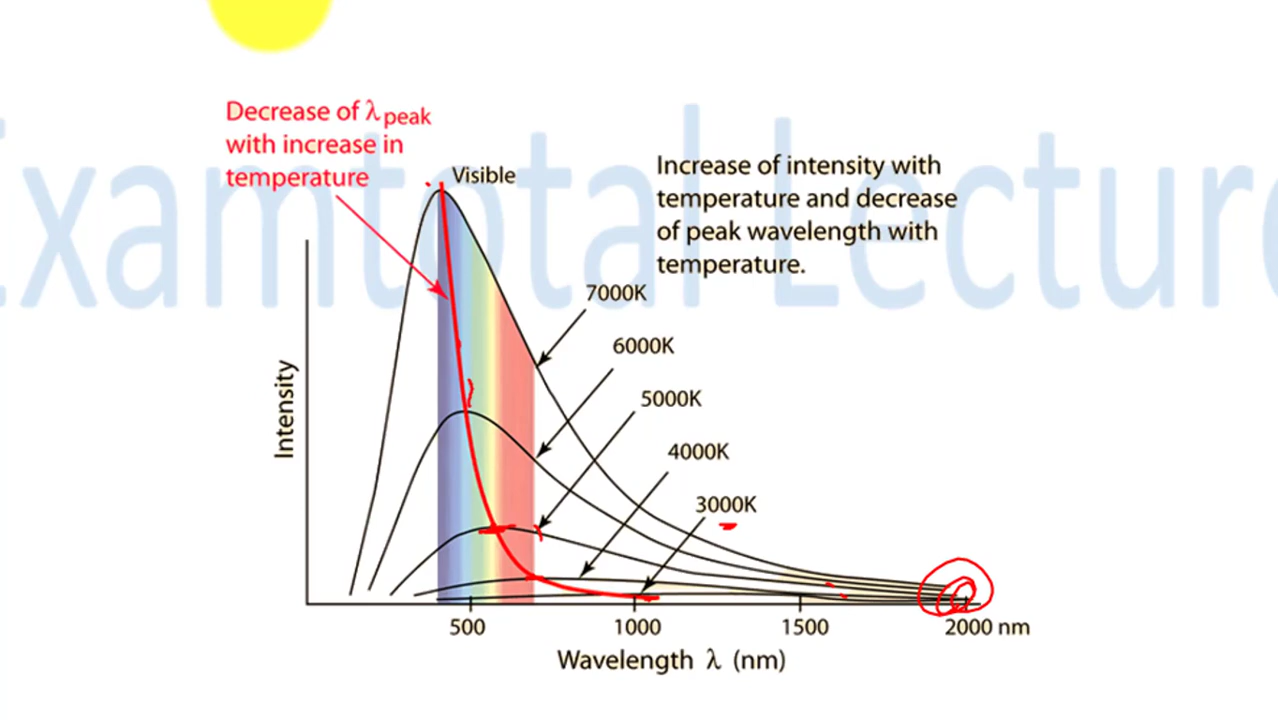 Examtotal Lecture
Decrease of λ peak
with increase in
temperature
Visible
Increase of intensity with
temperature and decrease
of peak wavelength with
temperature.
7000K
6000K
5000K
4000K
3000K
Intensity
500
1000
1500
2000 nm
Wavelength λ (nm)